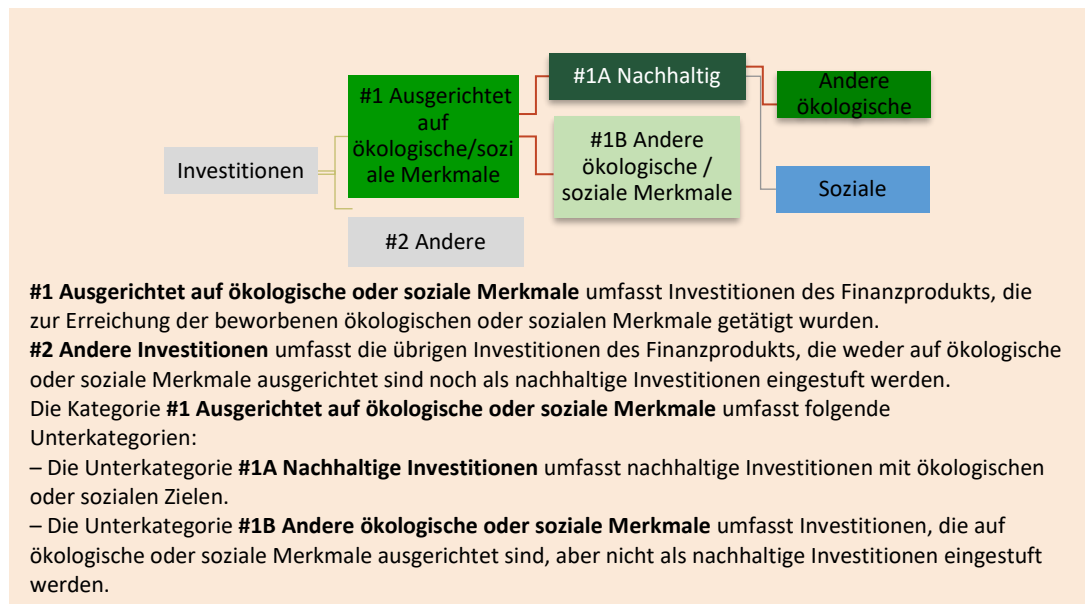 #1A Nachhaltig
Andere
ökologische
#1 Ausgerichtet
auf
ökologische/sozi
ale Merkmale
#1B Andere
ökologische /
soziale Merkmale
Investitionen
Soziale
#2 Andere
#1 Ausgerichtet auf ökologische oder soziale Merkmale umfasst Investitionen des Finanzprodukts, die
zur Erreichung der beworbenen ökologischen oder sozialen Merkmale getätigt wurden.
#2 Andere Investitionen umfasst die übrigen Investitionen des Finanzprodukts, die weder auf ökologische
oder soziale Merkmale ausgerichtet sind noch als nachhaltige Investitionen eingestuft werden.
Die Kategorie #1 Ausgerichtet auf ökologische oder soziale Merkmale umfasst folgende
Unterkategorien:
– Die Unterkategorie #1A Nachhaltige Investitionen umfasst nachhaltige Investitionen mit ökologischen
oder sozialen Zielen.
– Die Unterkategorie #1B Andere ökologische oder soziale Merkmale umfasst Investitionen, die auf
ökologische oder soziale Merkmale ausgerichtet sind, aber nicht als nachhaltige Investitionen eingestuft
werden.